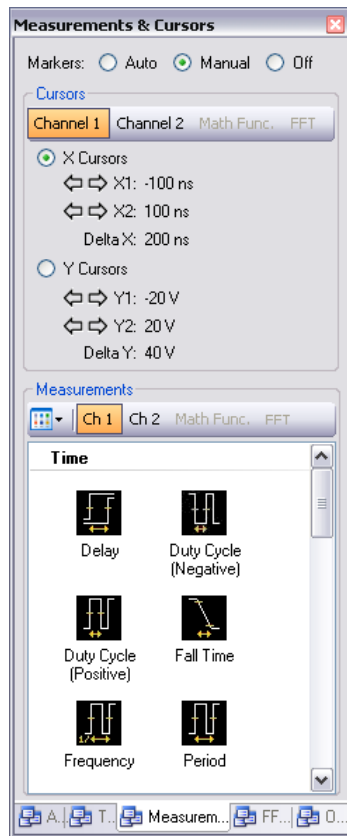 Measurements & Cursors
Markers: Auto Manual Off
Cursors
Channel 1 Channel 2 Math Func. FFT
X Cursors
X1: -100 ns
X2: 100 ns
Delta X: 200 ns
Y Cursors
Y1: -20 V
Y2: 20 V
Delta Y: 40 V
Measurements
Ch 1 Ch 2 Math Func. FFT
Time
Delay Duty Cycle
(Negative)
Duty Cycle Fall Time
(Positive)
1/
Frequency Period
A... T... Measurem... FF... O...